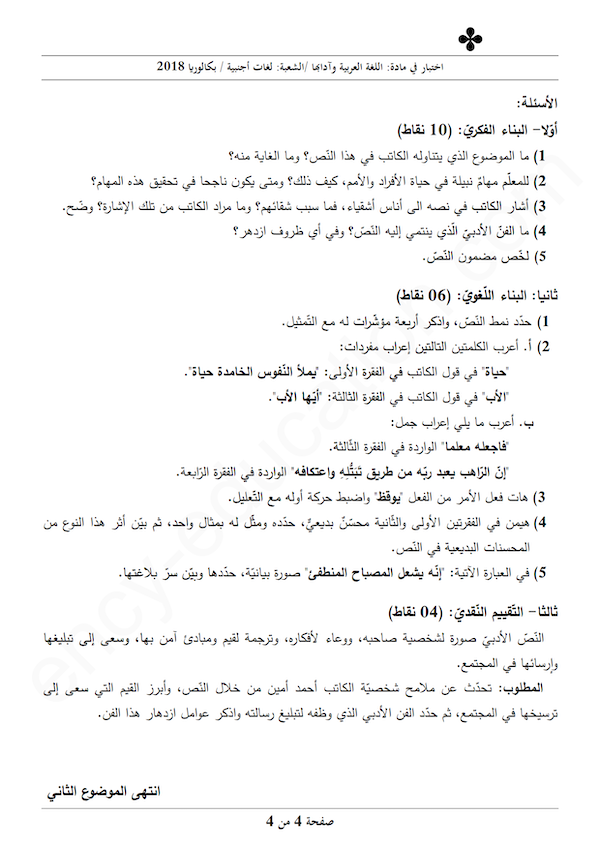 اختبار في مادة: اللغة العربية وآدابها /الشعبة: لغات أجنبية / بكالوريا 2018
الأسئلة:
أوّلا- البناء الفكريّ: (10 نقاط)
1) ما الموضوع الذي يتناوله الكاتب في هذا النّص؟ وما الغاية منه؟
2) للمعلّم مهامّ نبيلة في حياة الأفراد والأمم، كيف ذلك؟ ومتى يكون ناجحا في تحقيق هذه المهام؟
3) أشار الكاتب في نصه الى أناس أشقياء، فما سبب شقائهم؟ وما مراد الكاتب من تلك الإشارة؟ وضّح.
4) ما الفنّ الأدبيّ الّذي ينتمي إليه النّصّ؟ وفي أي ظروف ازدهر؟
5) لخّص مضمون النّصّ.
ثانيا: البناء اللّغويّ: (06 نقاط)
1) حدّد نمط النّصّ، واذكر أربعة مؤشّرات له مع التّمثيل.
2) أ. أعرب الكلمتين التالتين إعراب مفردات:
"حياة" في قول الكاتب في الفقرة الأولى: "يملأ النّفوس الخامدة حياة".
"الأب" في قول الكاتب في الفقرة الثالثة: "أيّها الأب".
ب. أعرب ما يلي إعراب جمل:
"فاجعله معلما" الواردة في الفقرة الثّالثة.
"إنّ الرّاهب يعبد ربّه من طريق تَبَتُّلِهِ واعتكافه" الواردة في الفقرة الرّابعة.
3) هات فعل الأمر من الفعل "يوقظ" واضبط حركة أوله مع التّعليل.
4) هيمن في الفقرتين الأولى والثّانية محسّنٌ بديعيٌّ، حدّده ومثّل له بمثال واحد، ثم بيّن أثر هذا النوع من
المحسنات البديعية في النّص.
5) في العبارة الآتية: "إنّه يشعل المصباح المنطفئ" صورة بيانيّة، حدّدها وبيّن سرّ بلاغتها.
ثالثا- التّقييم النّقديّ: (04 نقاط)
النّصّ الأدبيّ صورة لشخصية صاحبه، ووعاء لأفكاره، وترجمة لقيم ومبادئ آمن بها، وسعى إلى تبليغها
وإرسائها في المجتمع.
المطلوب: تحدّث عن ملامح شخصيّة الكاتب أحمد أمين من خلال النّص، وأبرز القيم التي سعى إلى
ترسيخها في المجتمع، ثم حدّد الفن الأدبي الذي وظفه لتبليغ رسالته واذكر عوامل ازدهار هذا الفن.
انتهى الموضوع الثاني
صفحة 4 من 4
ency-education.com